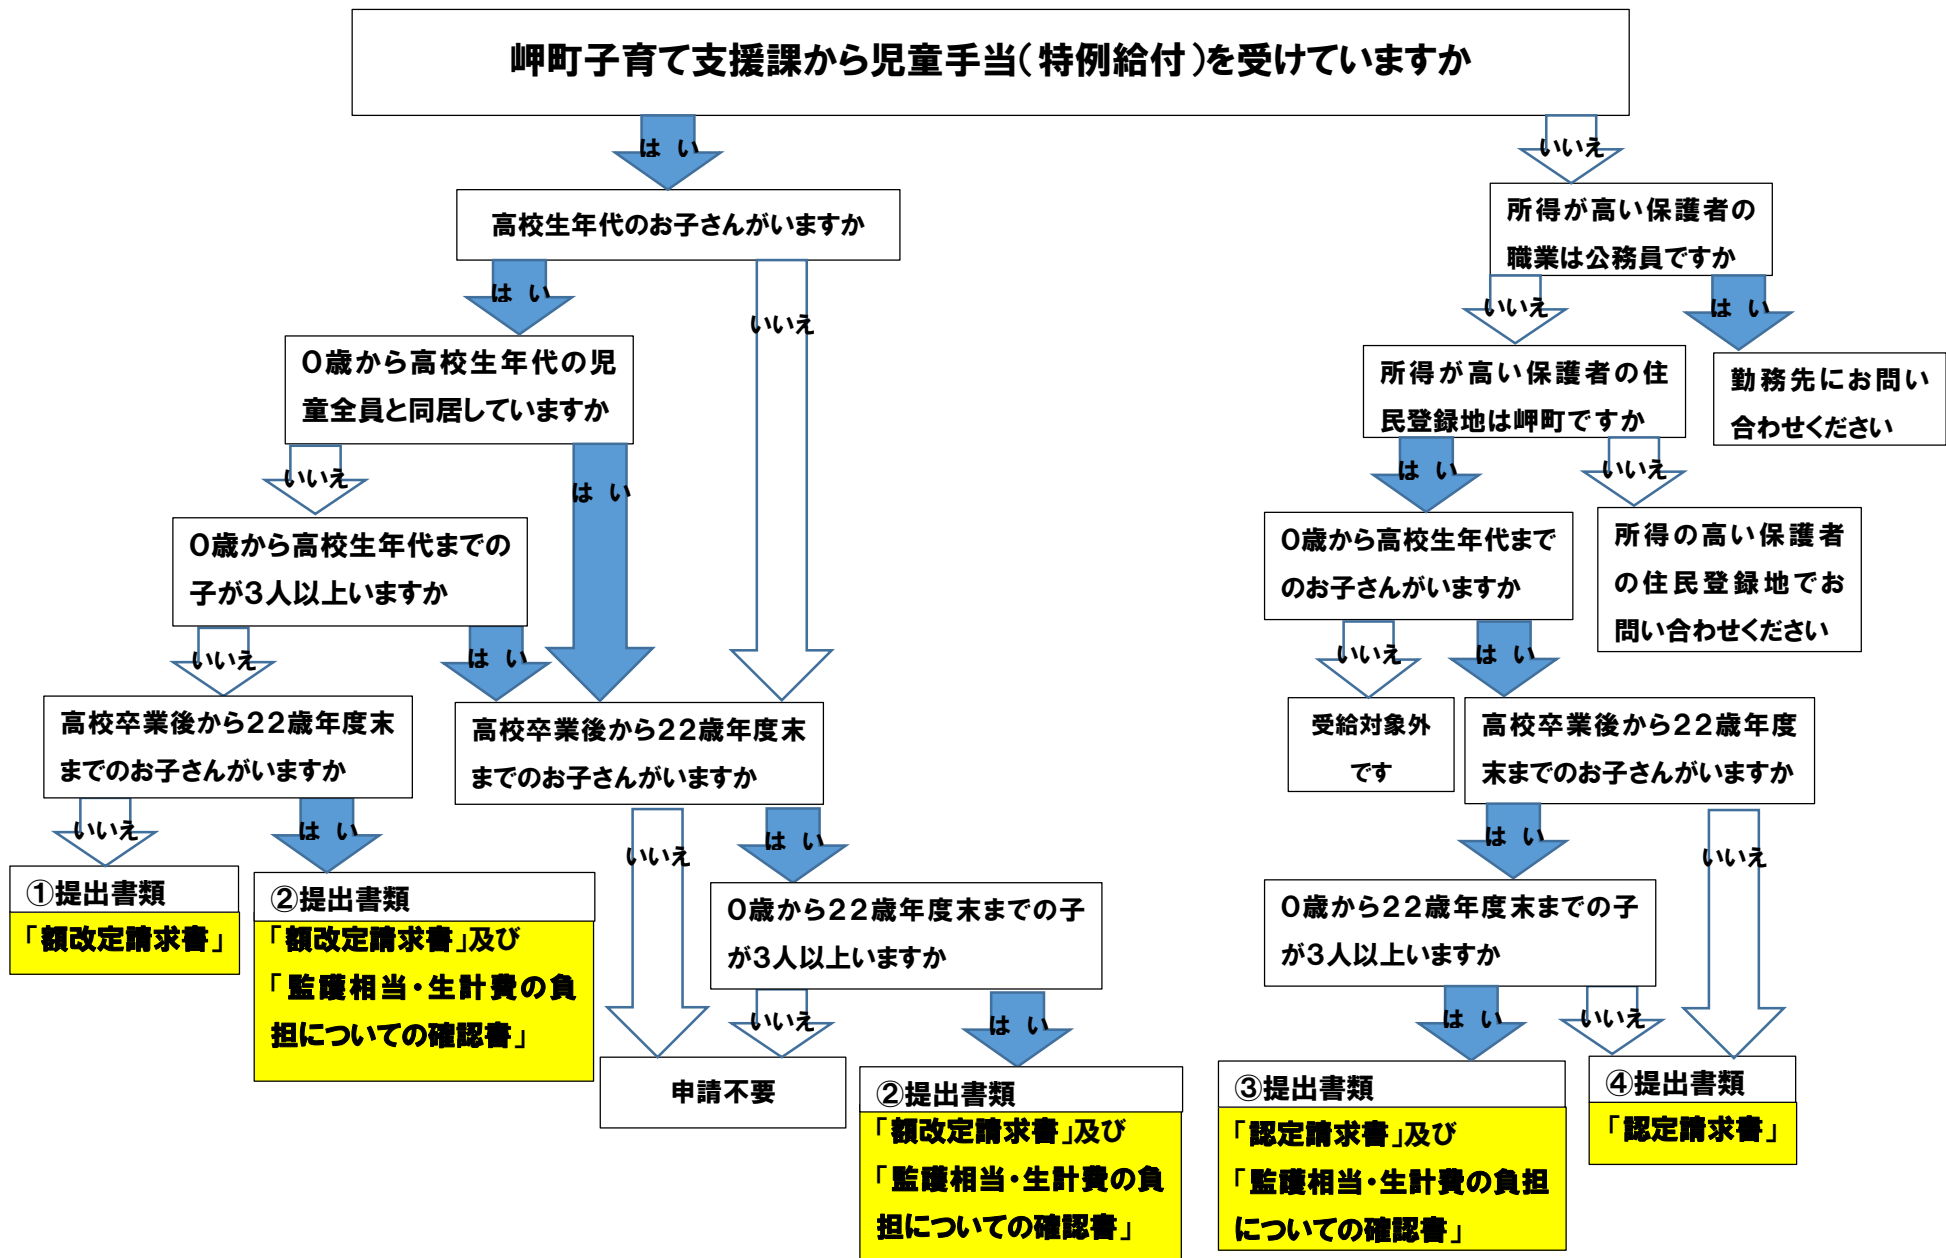 岬町子育て支援課から児童手当(特例給付)を受けていますか
は い
いいえ
高校生年代のお子さんがいますか
所得が高い保護者の
職業は公務員ですか
は い
いいえ
いいえ
は い
0歳から高校生年代の児
童全員と同居していますか
所得が高い保護者の住
民登録地は岬町ですか
勤務先にお問い
合わせください
いいえ
は い
は い
いいえ
0歳から高校生年代までの
子が3人以上いますか
0歳から高校生年代まで
のお子さんがいますか
所得の高い保護者
の住民登録地でお
問い合わせください
いいえ
は い
いいえ
は い
高校卒業後から22歳年度末
までのお子さんがいますか
高校卒業後から22歳年度末
までのお子さんがいますか
受給対象外
です
高校卒業後から22歳年度
末までのお子さんがいますか
いいえ
は い
いいえ
は い
は い
いいえ
①提出書類
「額改定請求書」
②提出書類
「額改定請求書」及び
「監護相当・生計費の負
担についての確認書」
0歳から22歳年度末までの子
が3人以上いますか
0歳から22歳年度末までの子
が3人以上いますか
いいえ
は い
は い
いいえ
申請不要
②提出書類
「額改定請求書」及び
「監護相当・生計費の負
担についての確認書」
③提出書類
「認定請求書」及び
「監護相当・生計費の負担
についての確認書」
④提出書類
「認定請求書」